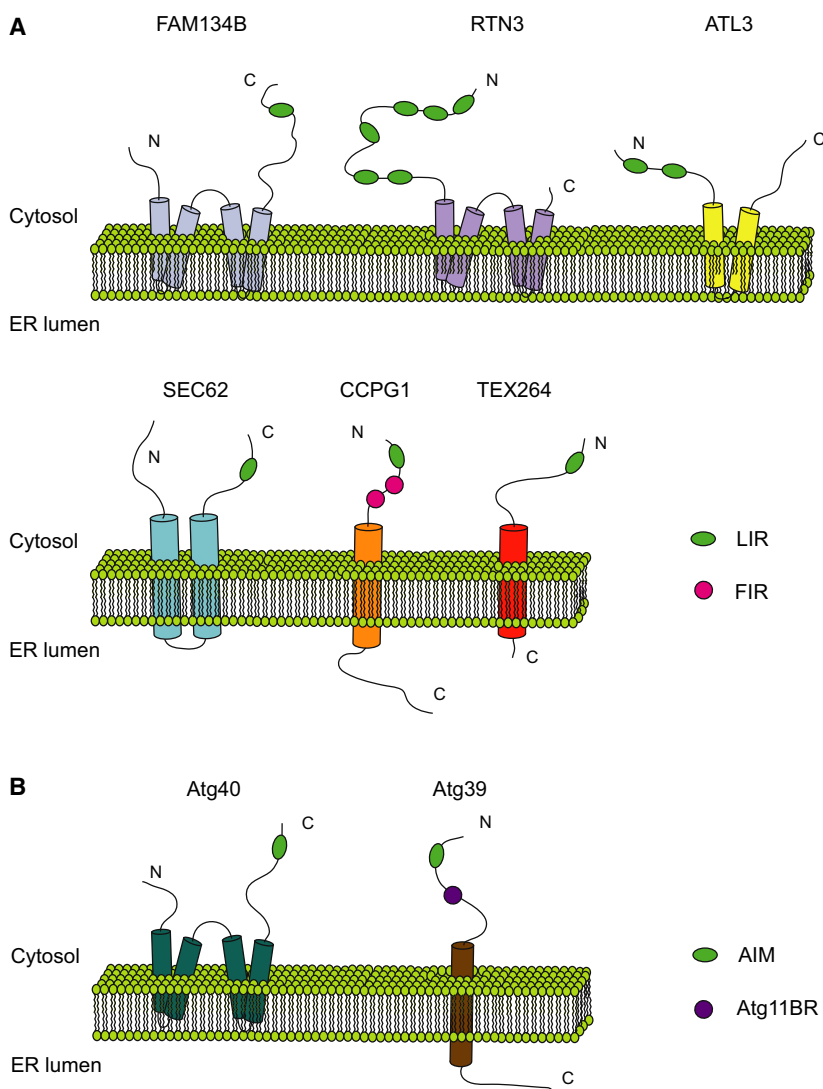 A
FAM134B RTN3 ATL3
C N
N N C
C
Cytosol
ER lumen
SEC62 CCPG1 TEX264
N C N N
Cytosol
LIR
FIR
ER lumen
C
C
B
Atg40 Atg39
C N
N
Cytosol
AIM
Atg11BR
ER lumen
C